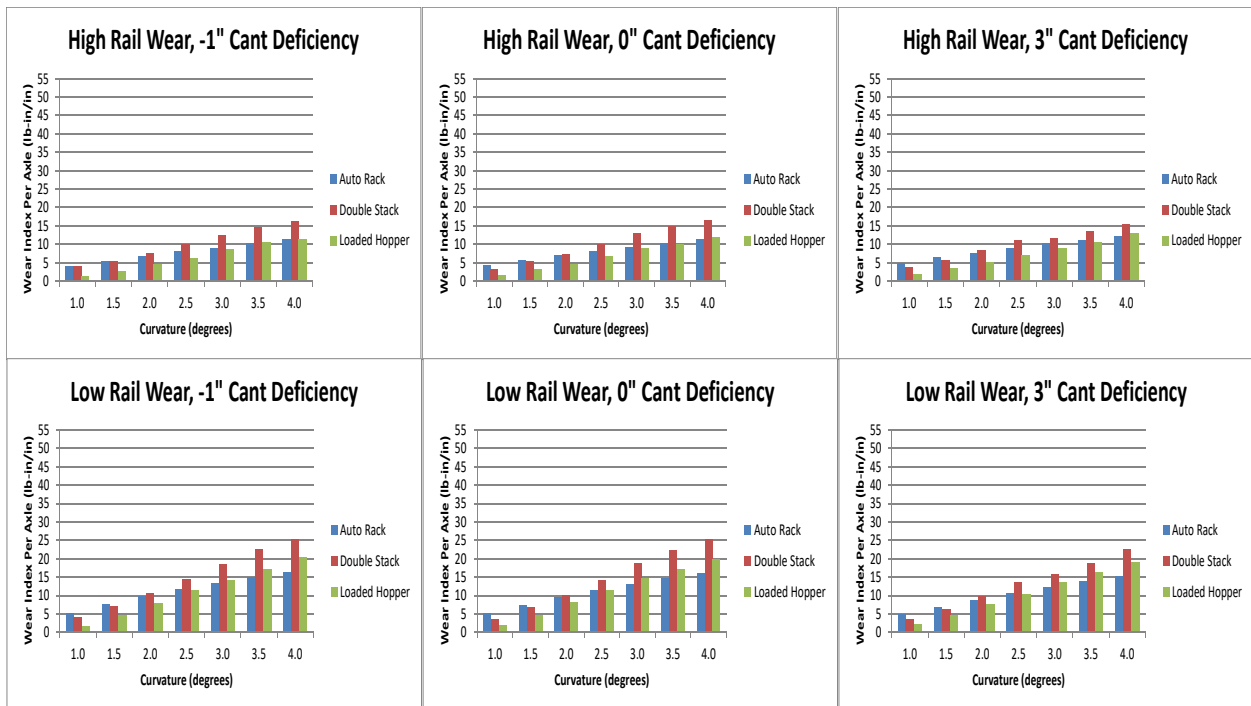 High Rail Wear, -1" Cant Deficiency
Wear Index Per Axle (lb-in/in)
55
50
45
40
35
30
25
20
15
10
5
0
1.0 1.5 2.0 2.5 3.0 3.5 4.0
Curvature (degrees)
Auto Rack
Double Stack
Loaded Hopper
High Rail Wear, 0" Cant Deficiency
Wear Index Per Axle (lb-in/in)
55
50
45
40
35
30
25
20
15
10
5
0
1.0 1.5 2.0 2.5 3.0 3.5 4.0
Curvature (degrees)
Auto Rack
Double Stack
Loaded Hopper
High Rail Wear, 3" Cant Deficiency
Wear Index Per Axle (lb-in/in)
55
50
45
40
35
30
25
20
15
10
5
0
1.0 1.5 2.0 2.5 3.0 3.5 4.0
Curvature (degrees)
Auto Rack
Double Stack
Loaded Hopper
Low Rail Wear, -1" Cant Deficiency
Wear Index Per Axle (lb-in/in)
55
50
45
40
35
30
25
20
15
10
5
0
1.0 1.5 2.0 2.5 3.0 3.5 4.0
Curvature (degrees)
Auto Rack
Double Stack
Loaded Hopper
Low Rail Wear, 0" Cant Deficiency
Wear Index Per Axle (lb-in/in)
55
50
45
40
35
30
25
20
15
10
5
0
1.0 1.5 2.0 2.5 3.0 3.5 4.0
Curvature (degrees)
Auto Rack
Double Stack
Loaded Hopper
Low Rail Wear, 3" Cant Deficiency
Wear Index Per Axle (lb-in/in)
55
50
45
40
35
30
25
20
15
10
5
0
1.0 1.5 2.0 2.5 3.0 3.5 4.0
Curvature (degrees)
Auto Rack
Double Stack
Loaded Hopper